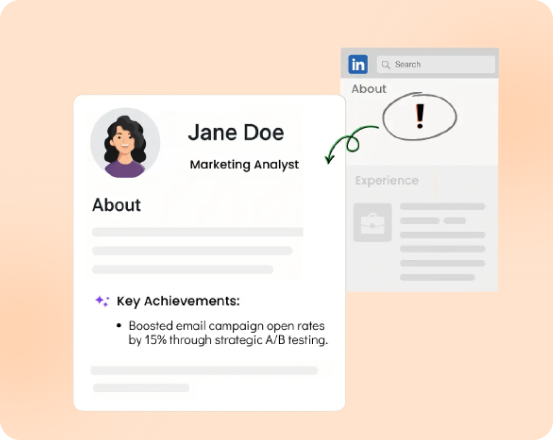 in
Search
About
!
Jane Doe
Marketing Analyst
About
Experience
Key Achievements:
• Boosted email campaign open rates
by 15% through strategic A/B testing.